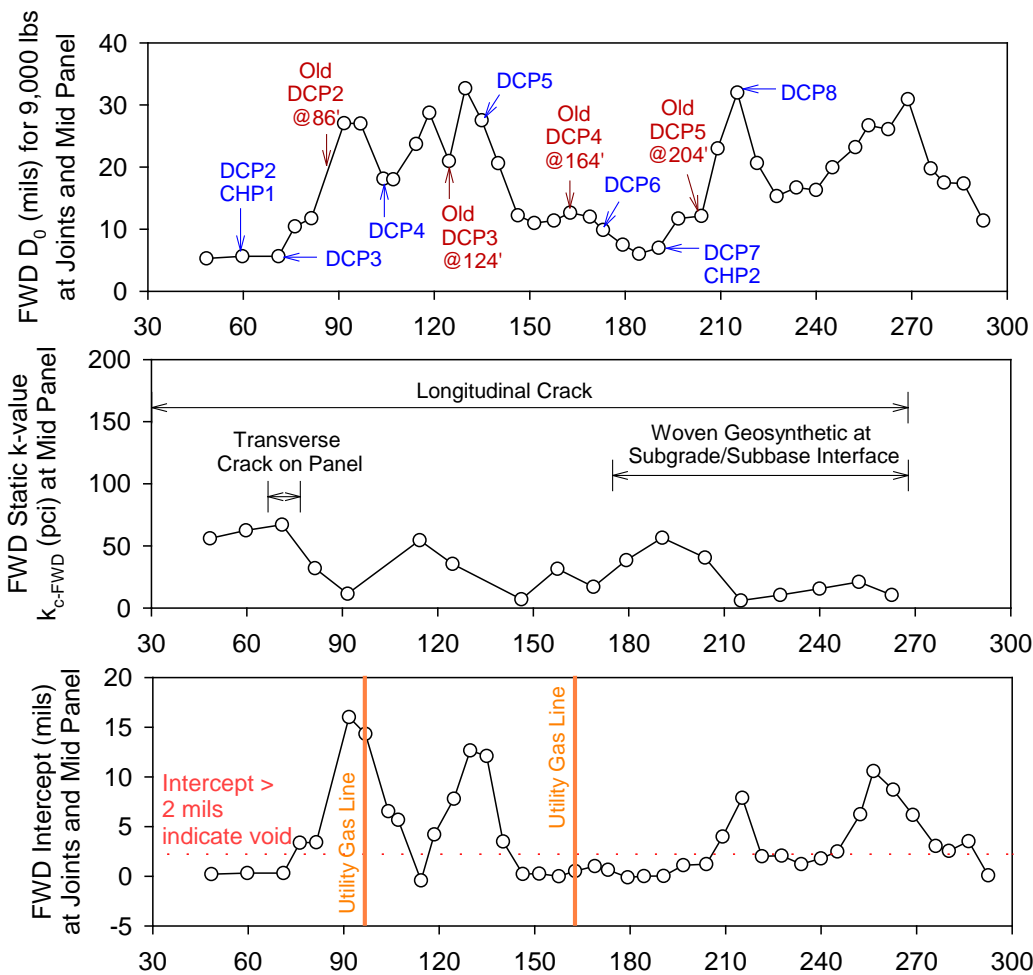 FWD D0 (mils) for 9,000 lbs
at Joints and Mid Panel
40
30
20
10
0
Old
DCP2
@86'
DCP2
CHP1
DCP3
DCP4
Old
DCP3
@124'
DCP5
Old
DCP4
@164'
DCP6
Old
DCP5
@204'
DCP7
CHP2
DCP8
30 60 90 120 150 180 210 240 270 300
FWD Static k-value
kc-FWD (pci) at Mid Panel
200
150
100
50
0
Longitudinal Crack
Transverse
Crack on Panel
Woven Geosynthetic at
Subgrade/Subbase Interface
30 60 90 120 150 180 210 240 270 300
FWD Intercept (mils)
at Joints and Mid Panel
20
15
10
5
0
-5
Intercept >
2 mils
indicate void
Utility Gas Line
Utility Gas Line
30 60 90 120 150 180 210 240 270 300